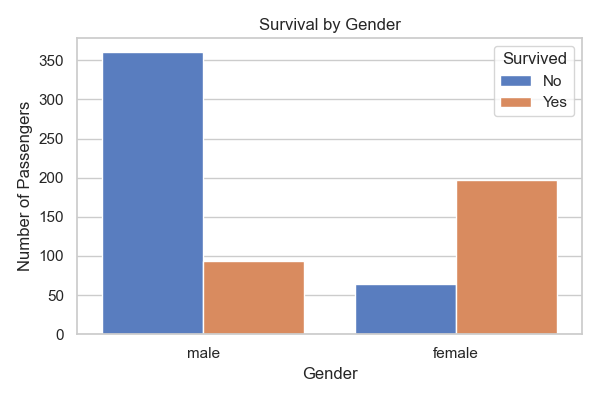 Survival by Gender
Number of Passengers
350
300
250
200
150
100
50
0
Survived
No
Yes
male
female
Gender